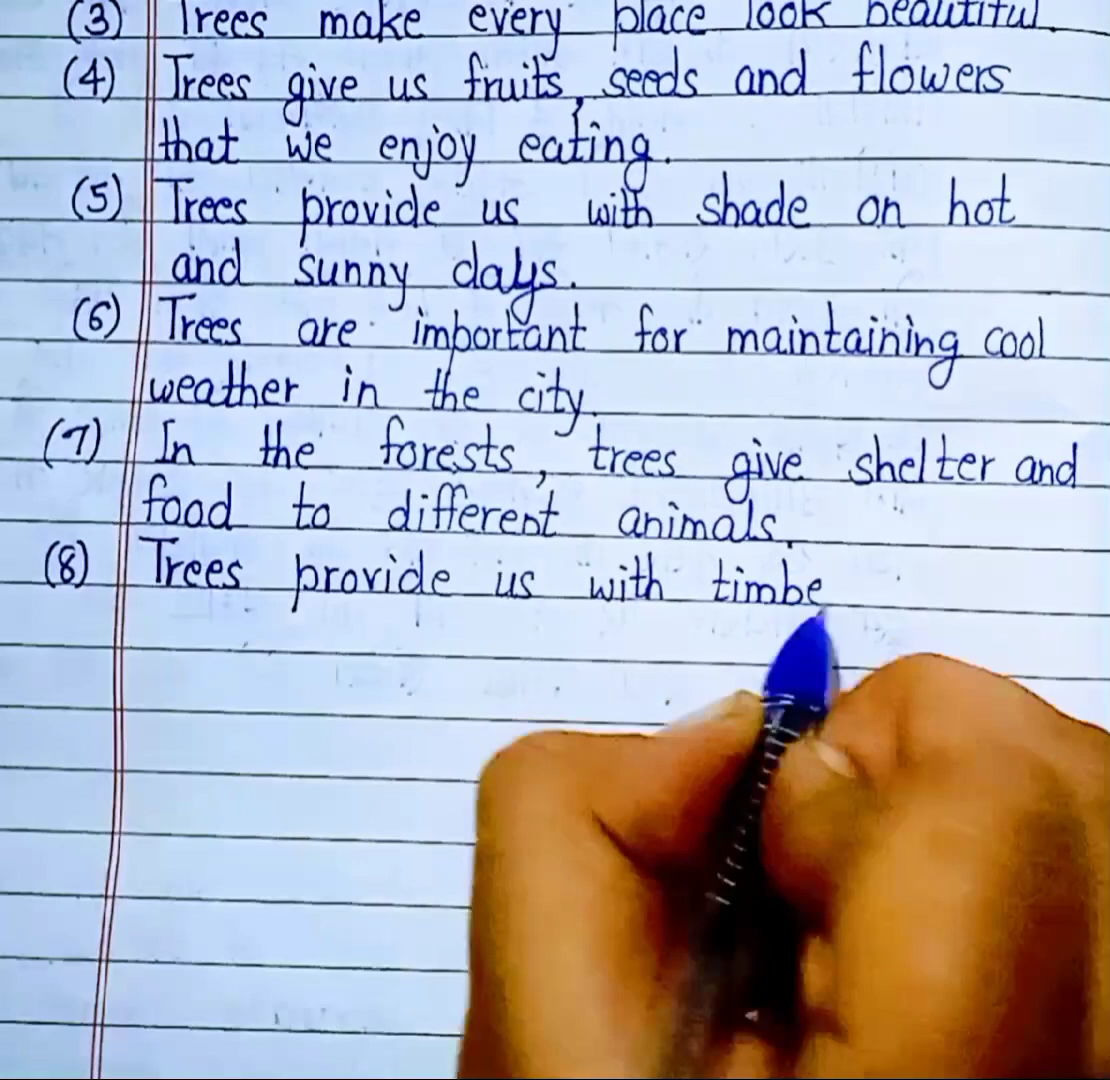 (3) Trees make every place look beautiful.
(4) Trees give us fruits, seeds and flowers
that we enjoy eating.
(5) Trees provide us with shade on hot
and sunny days.
(6) Trees are important for maintaining cool
weather in the city.
(7) In the forests, trees give shelter and
food to different animals.
(8) Trees provide us with timbe